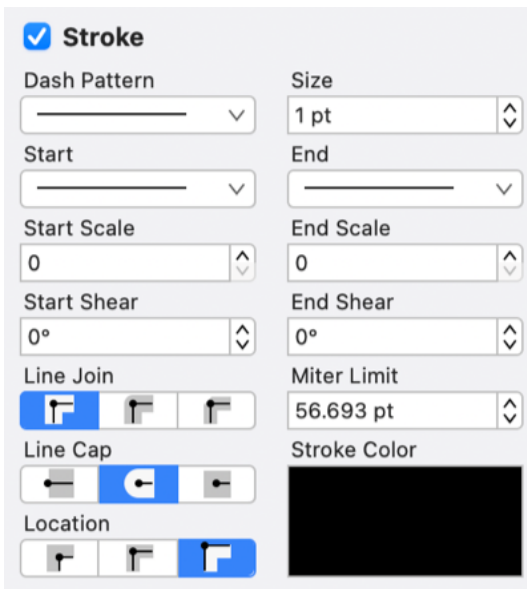 Stroke
Dash Pattern
Size
1 pt
Start
End
Start Scale
End Scale
0
0
Start Shear
End Shear
0°
0°
Line Join
Miter Limit
56.693 pt
Line Cap
Stroke Color
Location